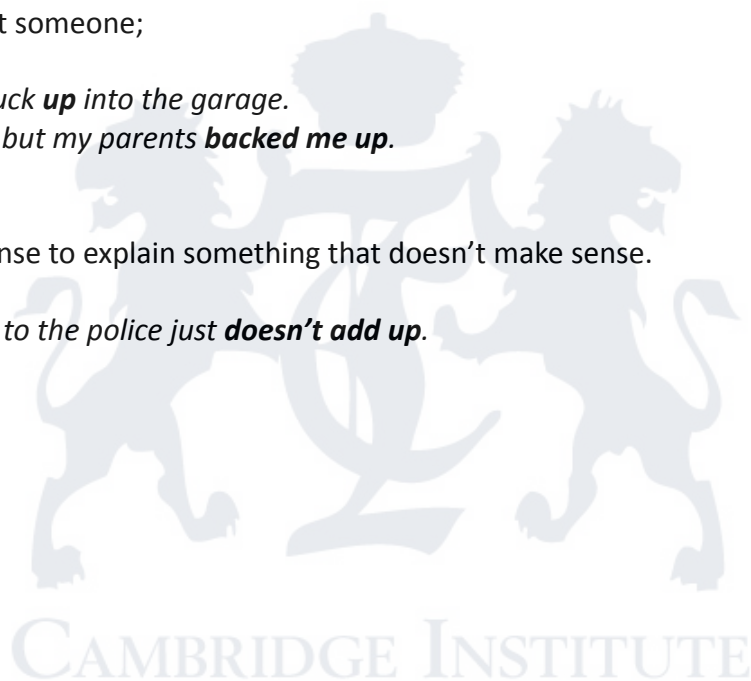 t someone;
uck up into the garage.
but my parents backed me up.
nse to explain something that doesn’t make sense.
to the police just doesn’t add up.
CAMBRIDGE INSTITUTE